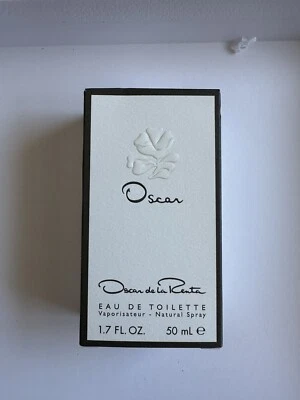 Oscar
Oscar de la Renta
EAU DE TOILETTE
Vaporisateur - Natural Spray
1.7 FL. OZ. 50 mL ℮